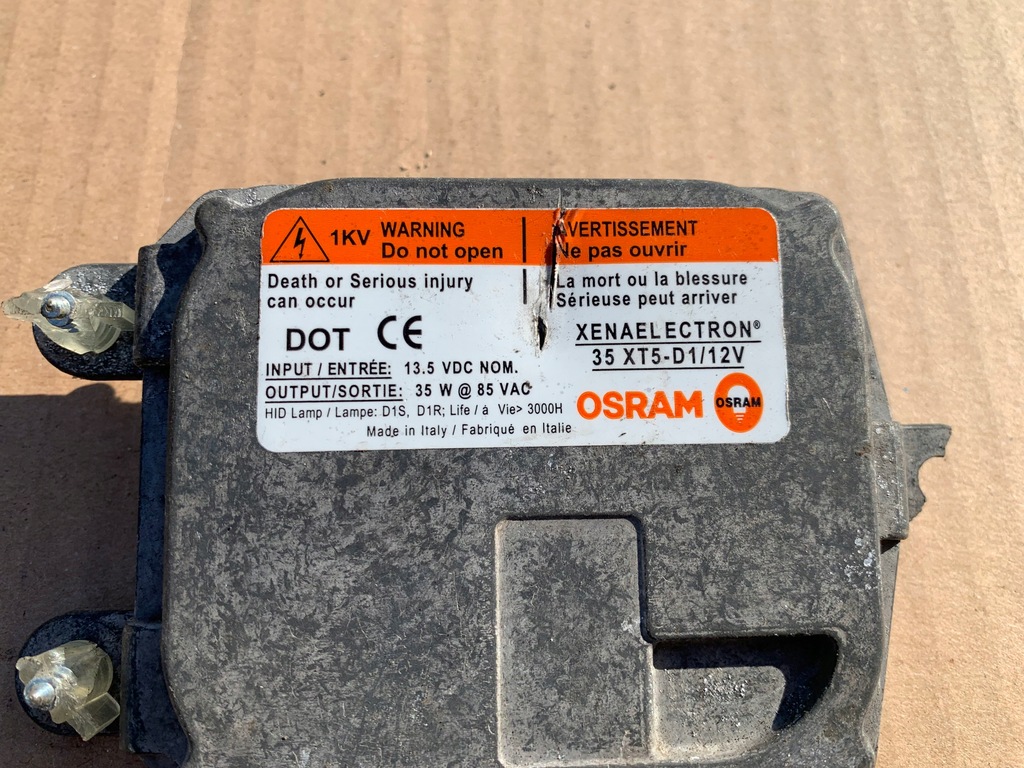 1KV WARNING
Do not open
AVERTISSEMENT
Ne pas ouvrir
Death or Serious injury
can occur
La mort ou la blessure
Sérieuse peut arriver
DOT CE
XENAELECTRON®
35 XT5-D1/12V
INPUT / ENTRÉE: 13.5 VDC NOM.
OUTPUT/SORTIE: 35 W @ 85 VAC
HID Lamp / Lampe: D1S, D1R; Life / à Vie> 3000H
Made in Italy / Fabriqué en Italie
OSRAM
OSRAM